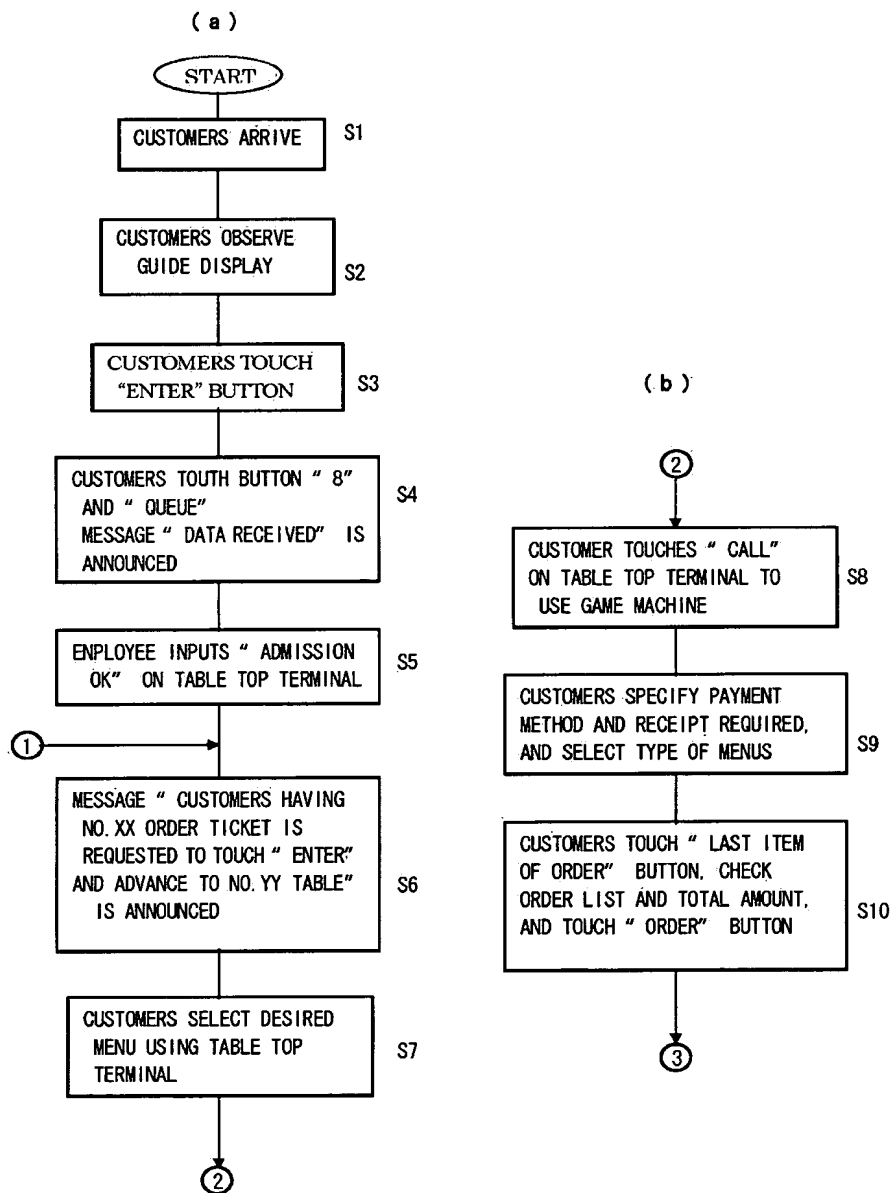 ( a )
START
CUSTOMERS ARRIVE
S1
CUSTOMERS OBSERVE
GUIDE DISPLAY
S2
CUSTOMERS TOUCH
“ENTER” BUTTON
S3
CUSTOMERS TOUTH BUTTON “ 8”
AND “ QUEUE”
MESSAGE “ DATA RECEIVED” IS
ANNOUNCED
S4
ENPLOYEE INPUTS “ ADMISSION
OK” ON TABLE TOP TERMINAL
S5
1
MESSAGE “ CUSTOMERS HAVING
NO. XX ORDER TICKET IS
REQUESTED TO TOUCH “ ENTER”
AND ADVANCE TO NO. YY TABLE”
IS ANNOUNCED
S6
CUSTOMERS SELECT DESIRED
MENU USING TABLE TOP
TERMINAL
S7
2
( b )
2
CUSTOMER TOUCHES “ CALL”
ON TABLE TOP TERMINAL TO
USE GAME MACHINE
S8
CUSTOMERS SPECIFY PAYMENT
METHOD AND RECEIPT REQUIRED,
AND SELECT TYPE OF MENUS
S9
CUSTOMERS TOUCH “ LAST ITEM
OF ORDER” BUTTON, CHECK
ORDER LIST AND TOTAL AMOUNT,
AND TOUCH “ ORDER” BUTTON
S10
3